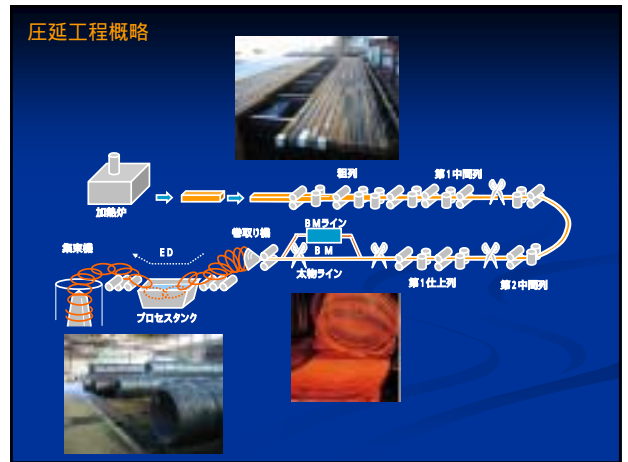 圧延工程概略
粗列
第1中間列
加熱炉
BMライン
巻取り機
BM
集束機
ED
太物ライン
第1仕上列
第2中間列
プロセスタンク